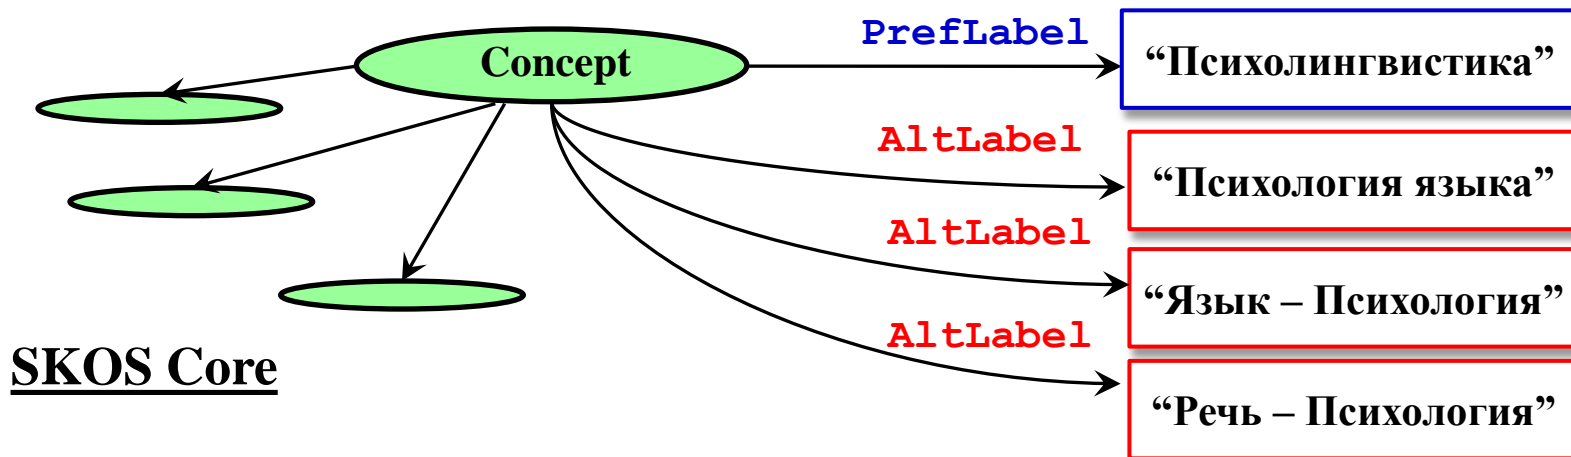 PrefLabel
Concept
“Психолингвистика”
AltLabel
“Психология языка”
AltLabel
“Язык – Психология”
AltLabel
SKOS Core
“Речь – Психология”